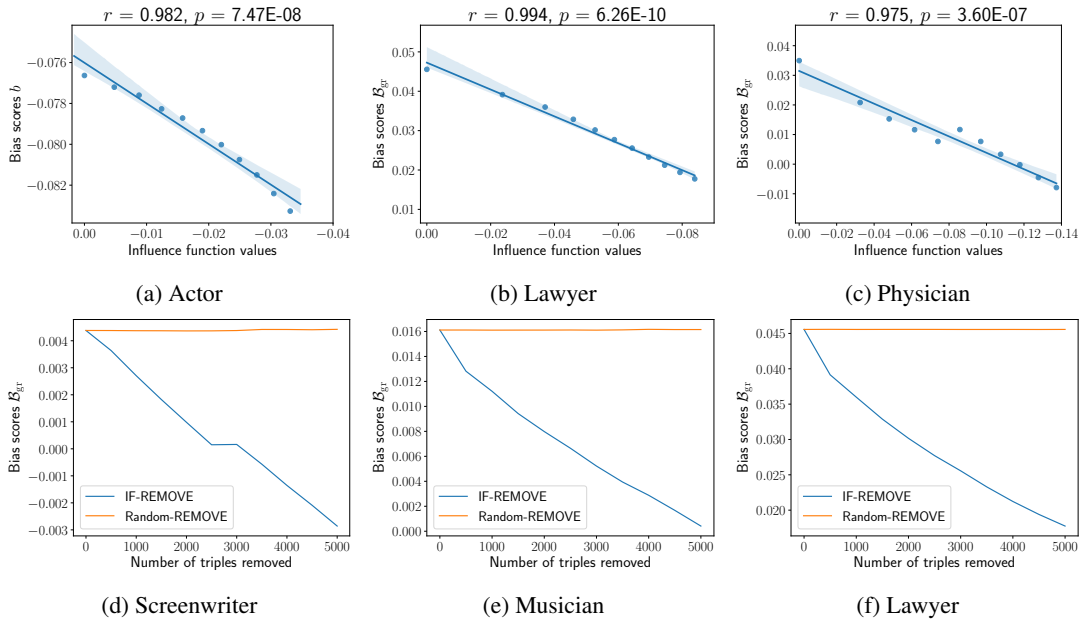 r = 0.982, p = 7.47E-08
r = 0.994, p = 6.26E-10
r = 0.975, p = 3.60E-07
Bias scores b
−0.076
−0.078
−0.080
−0.082
0.00 −0.01 −0.02 −0.03 −0.04
Influence function values
Bias scores 𝓑gr
0.05
0.04
0.03
0.02
0.01
0.00 −0.02 −0.04 −0.06 −0.08
Influence function values
Bias scores 𝓑gr
0.04
0.03
0.02
0.01
0.00
−0.01
0.00 −0.02 −0.04 −0.06 −0.08 −0.10 −0.12 −0.14
Influence function values
(a) Actor
(b) Lawyer
(c) Physician
Bias scores 𝓑gr
0.004
0.003
0.002
0.001
0.000
−0.001
−0.002
−0.003
IF-REMOVE
Random-REMOVE
0 1000 2000 3000 4000 5000
Number of triples removed
Bias scores 𝓑gr
0.016
0.014
0.012
0.010
0.008
0.006
0.004
0.002
0.000
IF-REMOVE
Random-REMOVE
0 1000 2000 3000 4000 5000
Number of triples removed
Bias scores 𝓑gr
0.045
0.040
0.035
0.030
0.025
0.020
IF-REMOVE
Random-REMOVE
0 1000 2000 3000 4000 5000
Number of triples removed
(d) Screenwriter
(e) Musician
(f) Lawyer